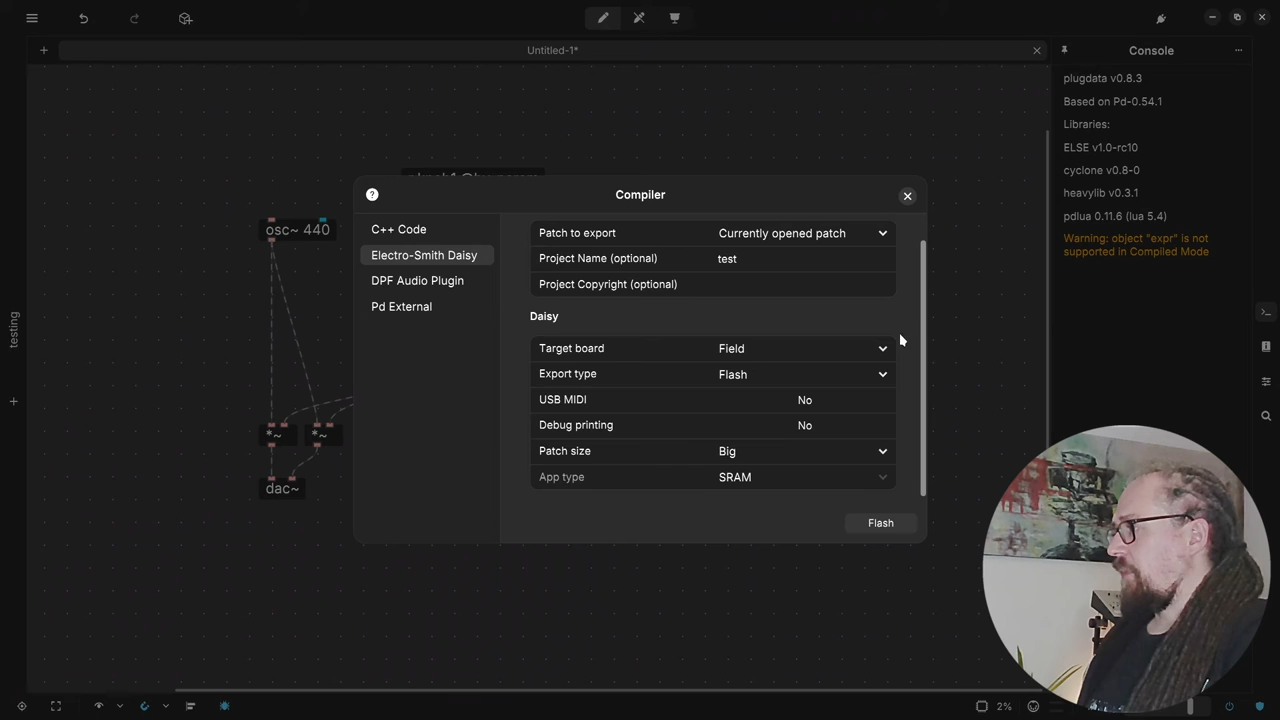 Untitled-1*
Console
plugdata v0.8.3
Based on Pd-0.54.1
Libraries:
ELSE v1.0-rc10
cyclone v0.8-0
heavylib v0.3.1
pdlua 0.11.6 (lua 5.4)
Warning: object "expr" is not
supported in Compiled Mode
testing
osc~ 440
*~
*~
dac~
Compiler
C++ Code
Electro-Smith Daisy
DPF Audio Plugin
Pd External
Patch to export
Currently opened patch
Project Name (optional)
test
Project Copyright (optional)
Daisy
Target board
Field
Export type
Flash
USB MIDI
No
Debug printing
No
Patch size
Big
App type
SRAM
Flash
2%